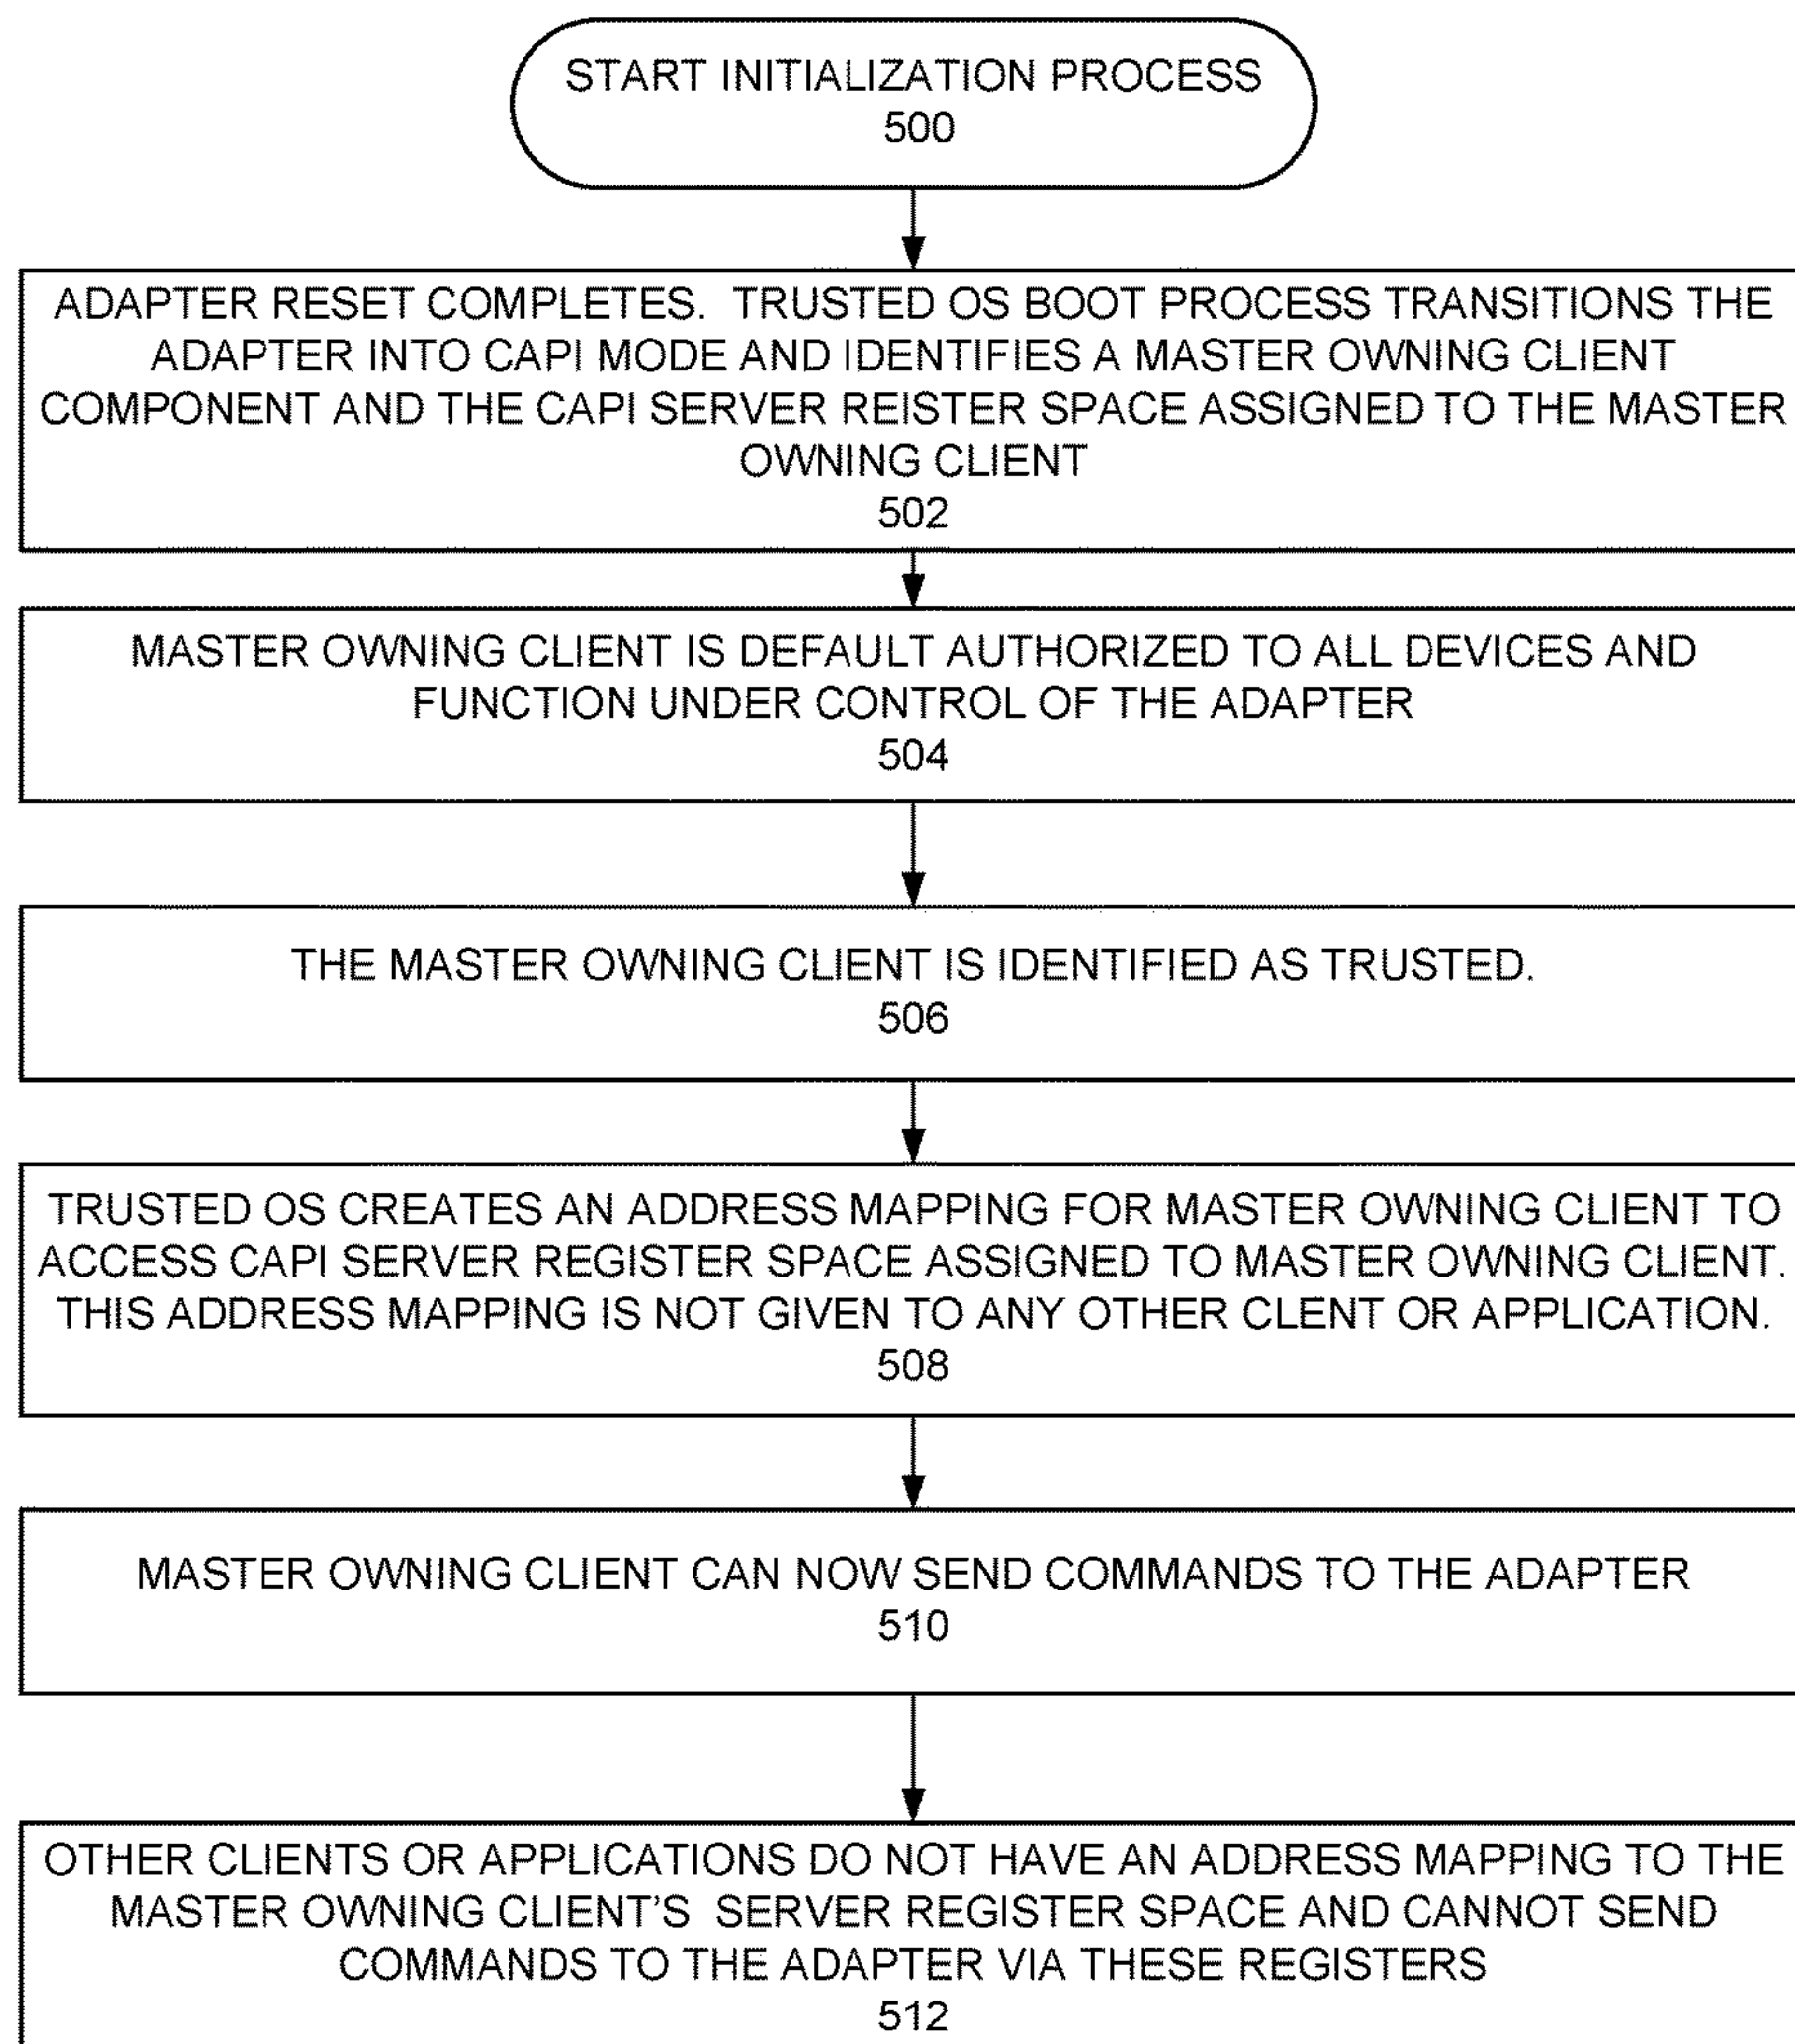 START INITIALIZATION PROCESS
500
ADAPTER RESET COMPLETES. TRUSTED OS BOOT PROCESS TRANSITIONS THE
ADAPTER INTO CAPI MODE AND IDENTIFIES A MASTER OWNING CLIENT
COMPONENT AND THE CAPI SERVER REISTER SPACE ASSIGNED TO THE MASTER
OWNING CLIENT
502
MASTER OWNING CLIENT IS DEFAULT AUTHORIZED TO ALL DEVICES AND
FUNCTION UNDER CONTROL OF THE ADAPTER
504
THE MASTER OWNING CLIENT IS IDENTIFIED AS TRUSTED.
506
TRUSTED OS CREATES AN ADDRESS MAPPING FOR MASTER OWNING CLIENT TO
ACCESS CAPI SERVER REGISTER SPACE ASSIGNED TO MASTER OWNING CLIENT.
THIS ADDRESS MAPPING IS NOT GIVEN TO ANY OTHER CLENT OR APPLICATION.
508
MASTER OWNING CLIENT CAN NOW SEND COMMANDS TO THE ADAPTER
510
OTHER CLIENTS OR APPLICATIONS DO NOT HAVE AN ADDRESS MAPPING TO THE
MASTER OWNING CLIENT'S SERVER REGISTER SPACE AND CANNOT SEND
COMMANDS TO THE ADAPTER VIA THESE REGISTERS
512